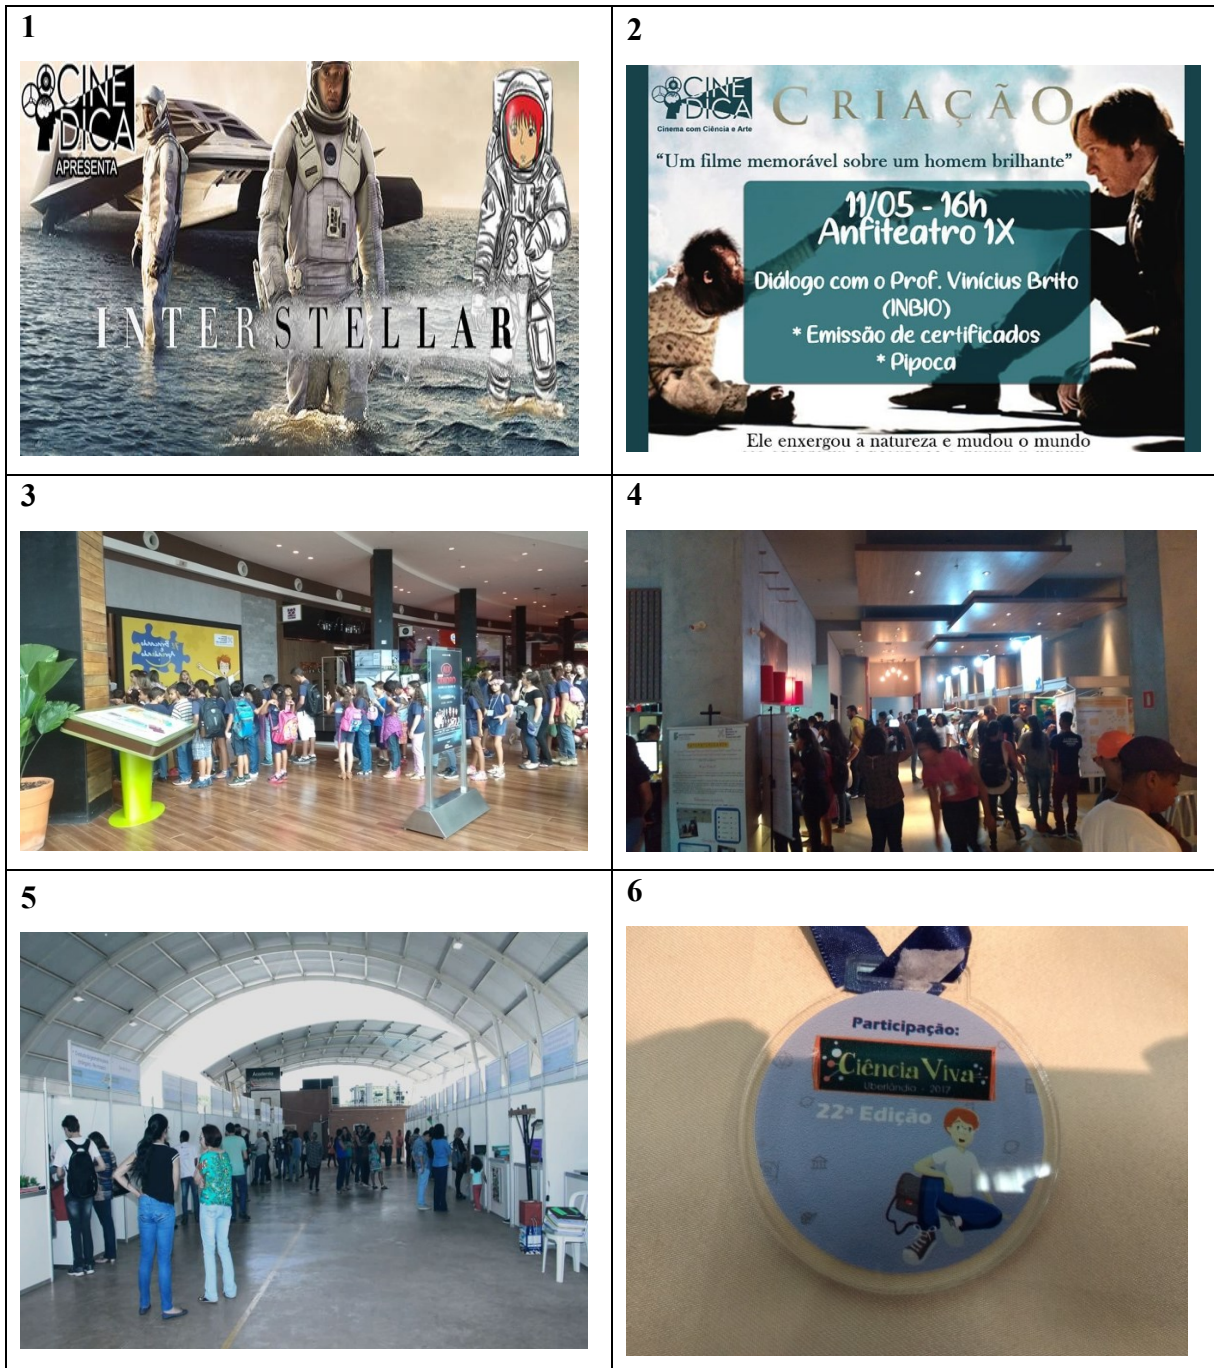 1
CINE
DICA
APRESENTA
INTERSTELLAR
2
CINE
DICA
Cinema com Ciência e Arte
CRIAÇÃO
“Um filme memorável sobre um homem brilhante”
11/05 - 16h
Anfiteatro 1X
Diálogo com o Prof. Vinícius Brito
(INBIO)
* Emissão de certificados
* Pipoca
Ele enxergou a natureza e mudou o mundo
3
4
5
6
Participação:
Ciência Viva
Uberlândia - 2017
22ª Edição